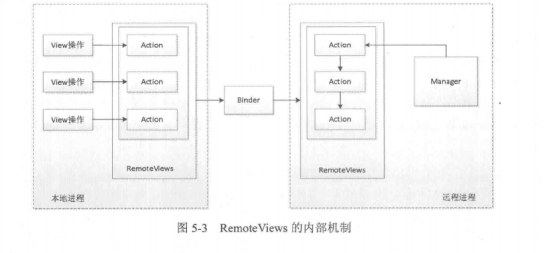 View操作
Action
View操作
Action
View操作
Action
RemoteViews
本地进程
Binder
Action
Action
Action
RemoteViews
Manager
远程进程
图 5-3 RemoteViews 的内部机制